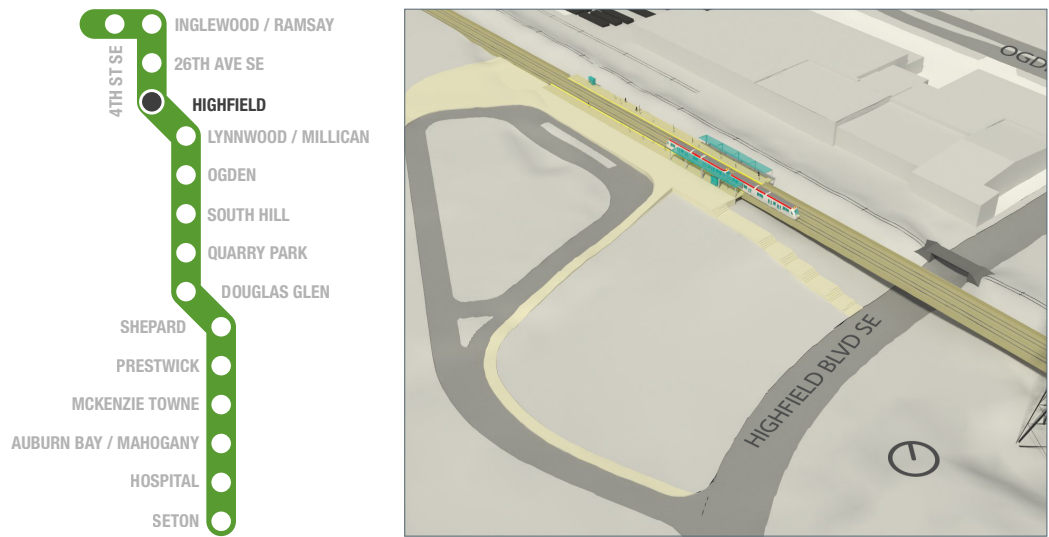 INGLEWOOD / RAMSAY
4TH ST SE
26TH AVE SE
HIGHFIELD
LYNNWOOD / MILLICAN
OGDEN
SOUTH HILL
QUARRY PARK
DOUGLAS GLEN
SHEPARD
PRESTWICK
MCKENZIE TOWNE
AUBURN BAY / MAHOGANY
HOSPITAL
SETON
OGD
HIGHFIELD BLVD SE